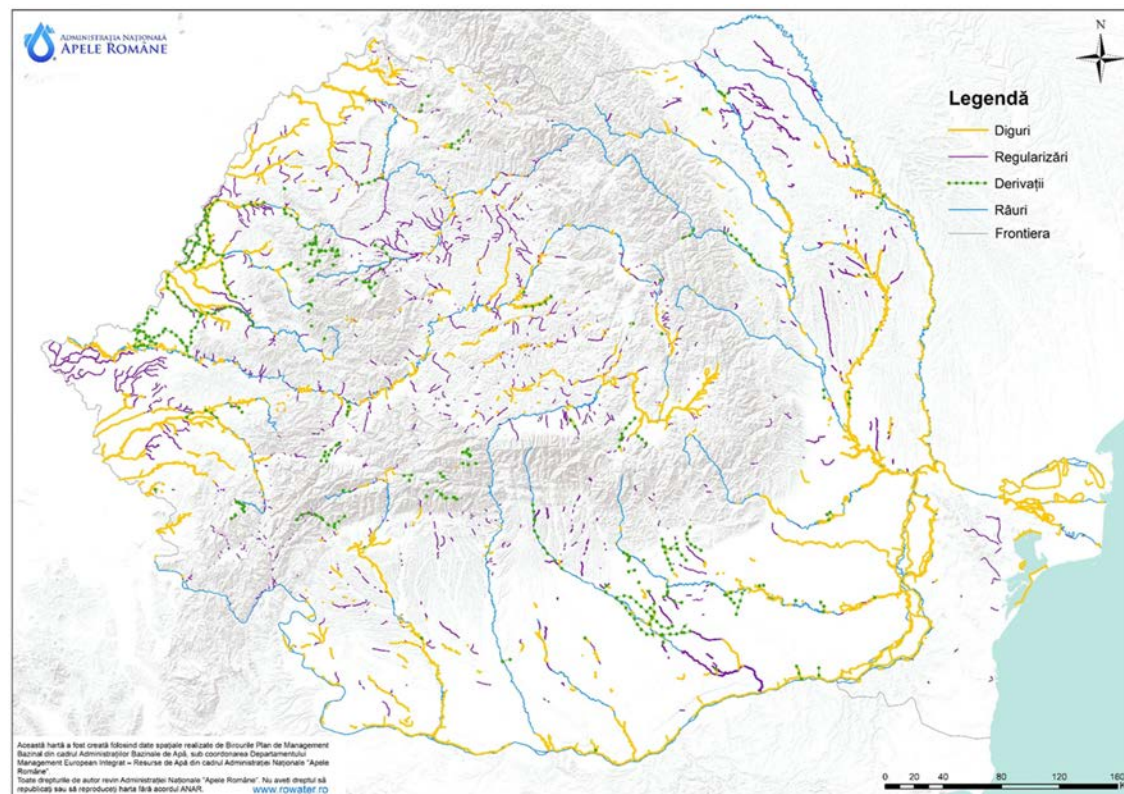 ADMINISTRAȚIA NAȚIONALĂ
APELE ROMÂNE
N
Legendă
Diguri
Regularizări
Derivații
Râuri
Frontiera
Această hartă a fost creată folosind date spațiale realizate de Birourile Plan de Management
Bazinal din cadrul Administrațiilor Bazinale de Apă, sub coordonarea Departamentului
Management European Integrat – Resurse de Apă din cadrul Administrației Naționale "Apele
Române".
Toate drepturile de autor revin Administrației Naționale "Apele Române". Nu aveți dreptul să
republicați sau să reproduceți harta fără acordul ANAR.
www.rowater.ro
0 40 80 120 160